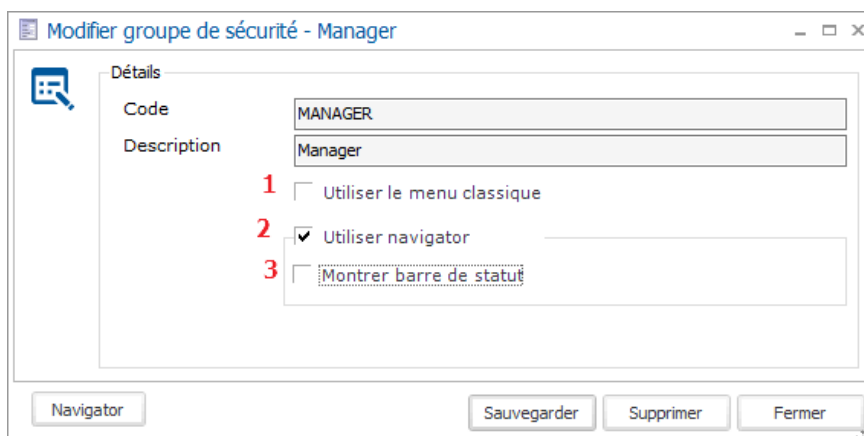 Modifier groupe de sécurité - Manager
Détails
Code MANAGER
Description Manager
1 Utiliser le menu classique
2 Utiliser navigator
3 Montrer barre de statut
Navigator Sauvegarder Supprimer Fermer